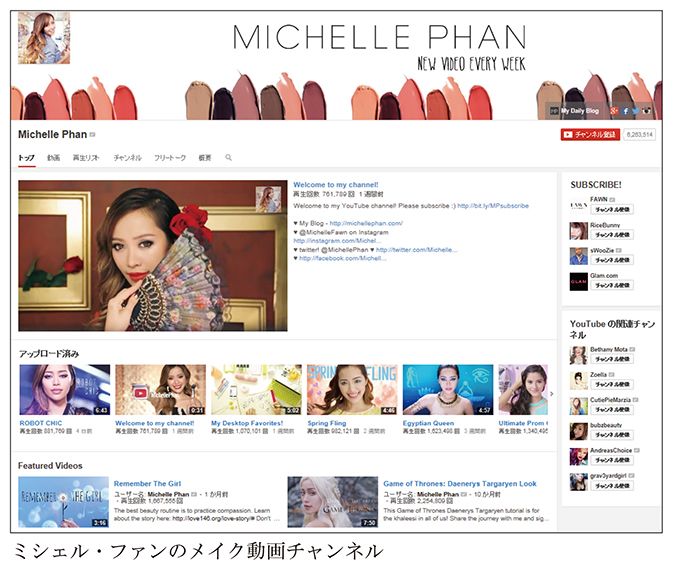 MICHELLE PHAN
NEW VIDEO EVERY WEEK
My Daily Blog
Michelle Phan
チャンネル登録 6,263,514
トップ 動画 再生リスト チャンネル フリートーク 概要
Welcome to my channel!
再生回数 761,789 回 1 週間前
Welcome to my YouTube channel! Please subscribe :) http://bit.ly/MPsubscribe
♥ My Blog - http://michellephan.com/
♥ @MichelleFawn on Instagram
http://instagram.com/Michel...
♥ twitter! @MichellePhan ♥ http://twitter.com/Michelle...
♥ http://facebook.com/Michell...
SUBSCRIBE!
FAWN
チャンネル登録
RiceBunny
チャンネル登録
sWooZie
チャンネル登録
Glam.com
チャンネル登録
YouTube の関連チャン
ネル
Bethany Mota
チャンネル登録
Zoella
チャンネル登録
CutiePieMarzia
チャンネル登録
bubzbeauty
チャンネル登録
AndreasChoice
チャンネル登録
grav3yardgirl
チャンネル登録
アップロード済み
ROBOT CHIC 6:43
再生回数 881,769 回 4 日前
Welcome to my channel! 0:31
再生回数 761,789 回 1 週間前
My Desktop Favorites! 5:02
再生回数 1,070,101 回 1 週間前
SPRING FLING
Spring Fling 4:46
再生回数 982,121 回 2 週間前
Egyptian Queen 4:57
再生回数 1,623,498 回 3 週間前
Ultimate Prom
再生回数 1,340,495
Featured Videos
REMEMBER THE GIRL
3:16
Remember The Girl
ユーザー名: Michelle Phan - 1 か月前
- 再生回数 1,667,555 回
The best beauty routine is to practice compassion. Learn
about the story here: http://love146.org/love-story/# Don't ...
7:50
Game of Thrones: Daenerys Targaryen Look
ユーザー名: Michelle Phan - 10 か月前
- 再生回数 2,254,809 回
This Game of Thrones: Daenerys Targaryen tutorial is for
the khaleesi in all of us! Share the journey with me and sig...
ミシェル・ファンのメイク動画チャンネル